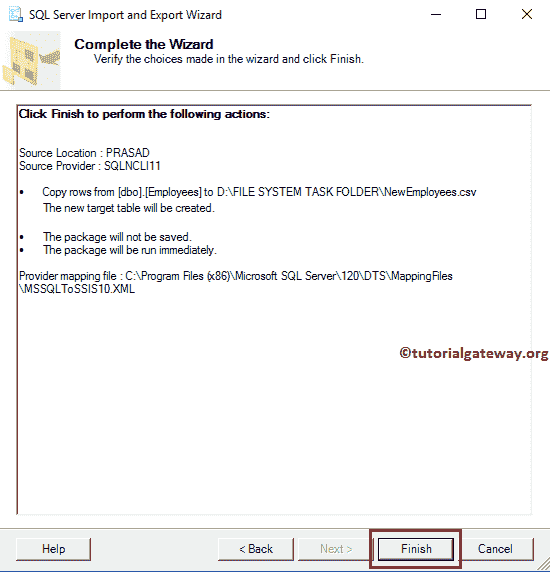 SQL Server Import and Export Wizard
Complete the Wizard
Verify the choices made in the wizard and click Finish.
Click Finish to perform the following actions:
Source Location : PRASAD
Source Provider : SQLNCLI11
• Copy rows from [dbo].[Employees] to D:\FILE SYSTEM TASK FOLDER\NewEmployees.csv
The new target table will be created.
• The package will not be saved.
• The package will be run immediately.
Provider mapping file : C:\Program Files (x86)\Microsoft SQL Server\120\DTS\MappingFiles
\MSSQLToSSIS10.XML
©tutorialgateway.org
Help
< Back
Next >
Finish
Cancel